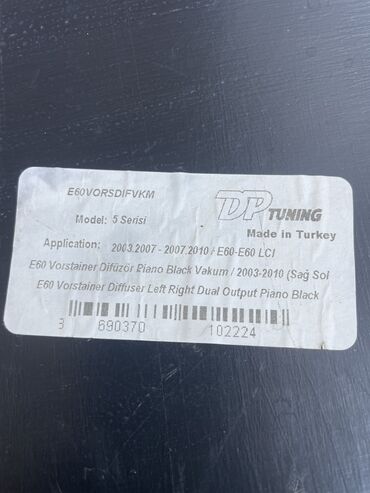 E60VORSDIFVKM
DP TUNING
Model: 5 Serisi
Made in Turkey
Application: 2003.2007 - 2007.2010 / E60-E60 LCI
E60 Vorstainer Difüzör Piano Black Vakum / 2003-2010 (Sağ Sol
E60 Vorstainer Diffuser Left Right Dual Output Piano Black
3 690370 102224